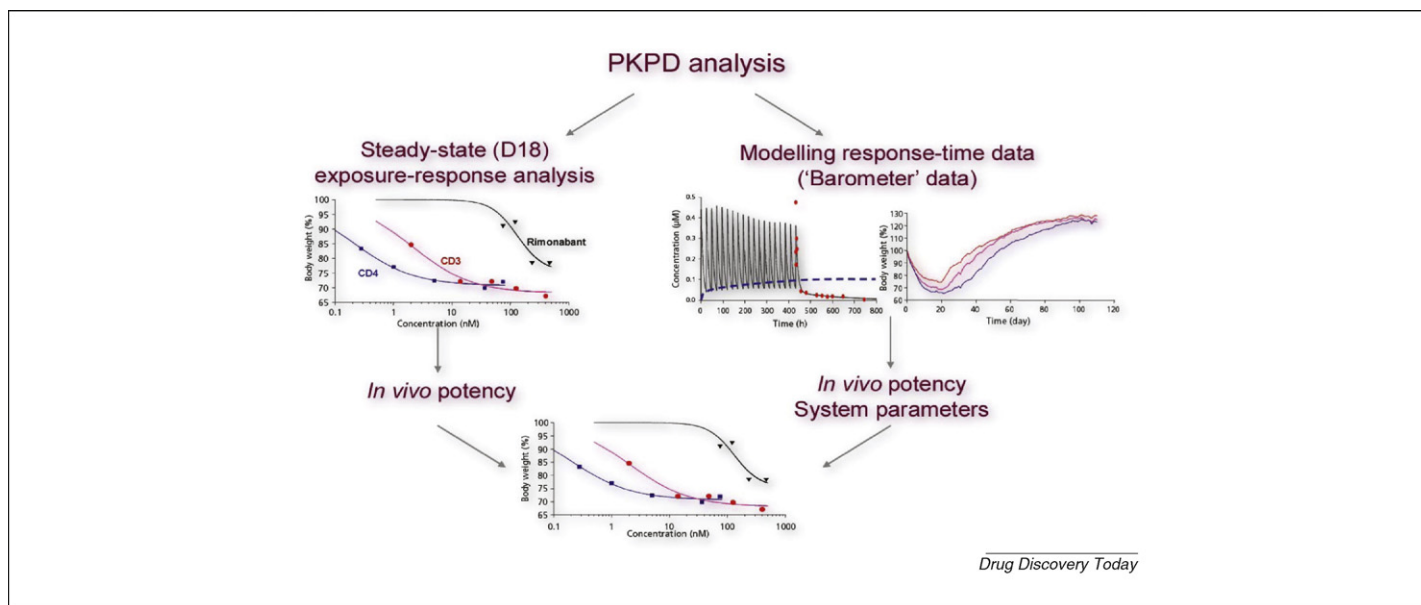 PKPD analysis
Steady-state (D18)
exposure-response analysis
Modelling response-time data
('Barometer' data)
100
95
90
85
80
75
70
65
Body weight (%)
Rimonabant
CD3
CD4
0.1
1
10
100
1000
Concentration (nM)
0.5
0.4
0.3
0.2
0.1
0.0
Concentration (μM)
0 100 200 300 400 500 600 700 800
Time (h)
130
120
110
100
90
80
70
60
Body weight (%)
0 20 40 60 80 100 120
Time (day)
In vivo potency
In vivo potency
System parameters
100
95
90
85
80
75
70
65
Body weight (%)
0.1
1
10
100
1000
Concentration (nM)
Drug Discovery Today